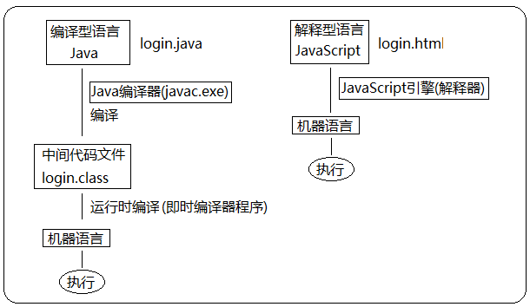 编译型语言
Java
login.java
Java编译器(javac.exe)
编译
中间代码文件
login.class
运行时编译(即时编译器程序)
机器语言
执行
解释型语言
JavaScript
login.html
JavaScript引擎(解释器)
机器语言
执行